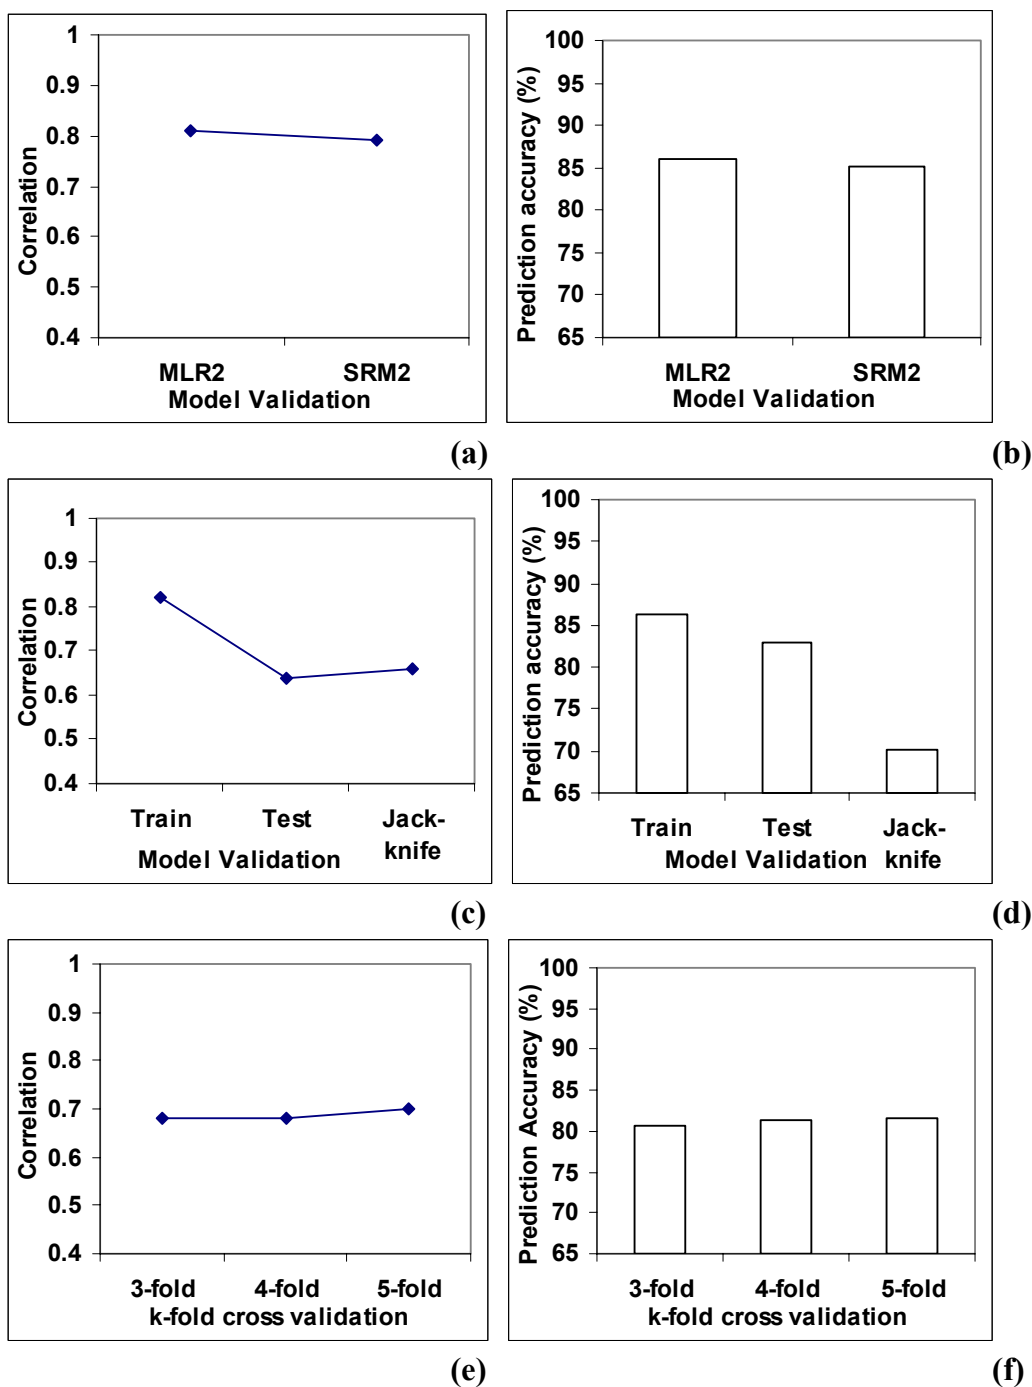 1
0.9
0.8
0.7
0.6
0.5
0.4
Correlation
MLR2 SRM2
Model Validation
(a)
100
95
90
85
80
75
70
65
Prediction accuracy (%)
MLR2 SRM2
Model Validation
(b)
1
0.9
0.8
0.7
0.6
0.5
0.4
Correlation
Train Test Jack-
knife
Model Validation
(c)
100
95
90
85
80
75
70
65
Prediction accuracy (%)
Train Test Jack-
knife
Model Validation
(d)
1
0.9
0.8
0.7
0.6
0.5
0.4
Correlation
3-fold 4-fold 5-fold
k-fold cross validation
(e)
100
95
90
85
80
75
70
65
Prediction Accuracy (%)
3-fold 4-fold 5-fold
k-fold cross validation
(f)